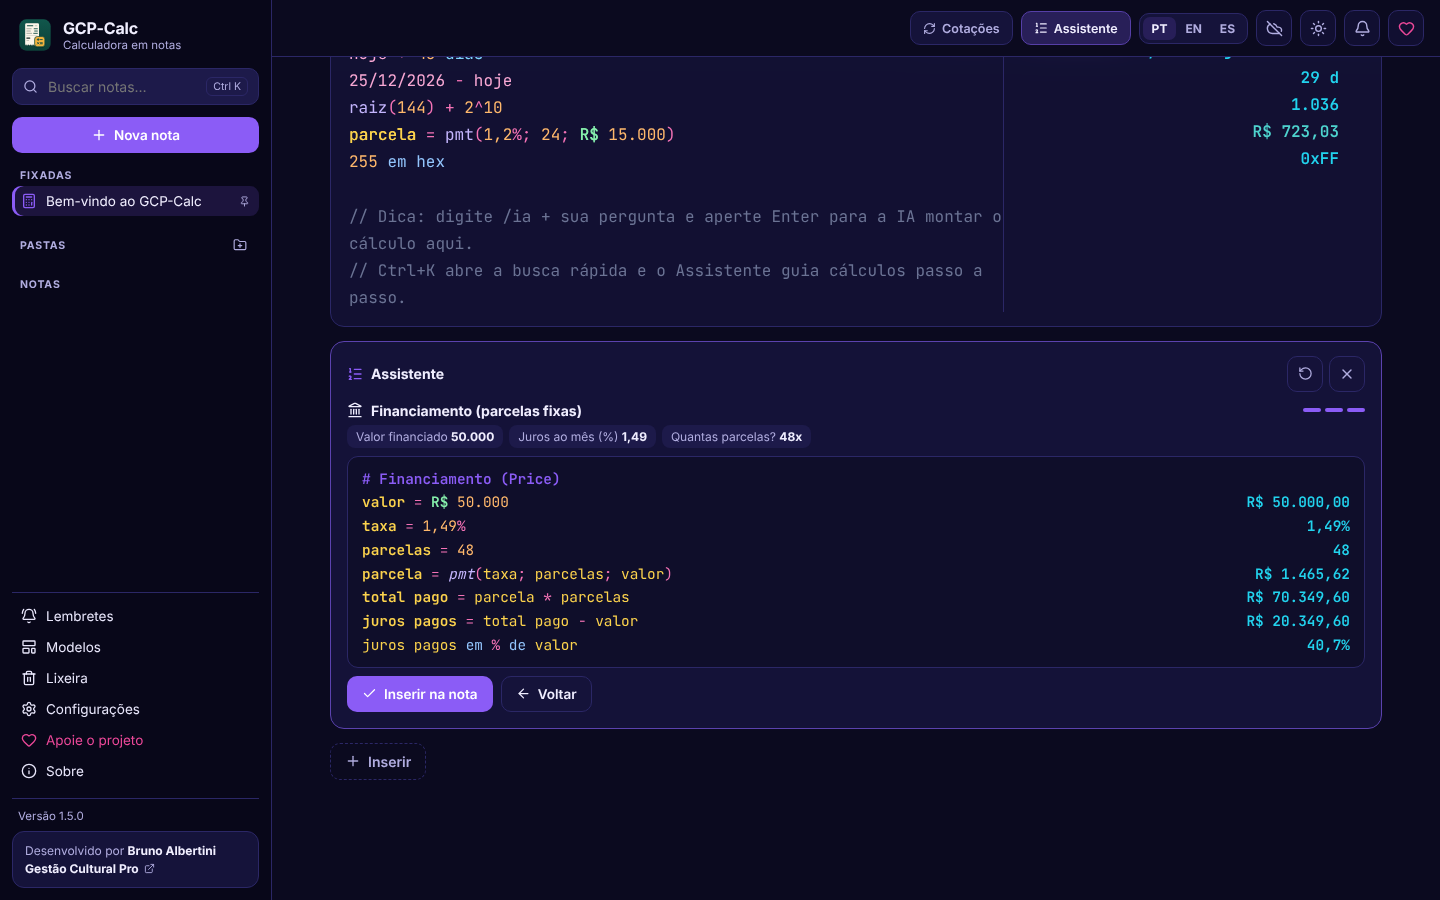 GCP-Calc
Calculadora em notas
Buscar notas...
Ctrl K
Nova nota
FIXADAS
Bem-vindo ao GCP-Calc
PASTAS
NOTAS
Lembretes
Modelos
Lixeira
Configurações
Apoie o projeto
Sobre
Versão 1.5.0
Desenvolvido por Bruno Albertini
Gestão Cultural Pro
Cotações
Assistente
PT EN ES
25/12/2026 - hoje 29 d
raiz(144) + 2^10 1.036
parcela = pmt(1,2%; 24; R$ 15.000) R$ 723,03
255 em hex 0xFF
// Dica: digite /ia + sua pergunta e aperte Enter para a IA montar o
cálculo aqui.
// Ctrl+K abre a busca rápida e o Assistente guia cálculos passo a
passo.
Assistente
Financiamento (parcelas fixas)
Valor financiado 50.000 Juros ao mês (%) 1,49 Quantas parcelas? 48x
# Financiamento (Price)
valor = R$ 50.000 R$ 50.000,00
taxa = 1,49% 1,49%
parcelas = 48 48
parcela = pmt(taxa; parcelas; valor) R$ 1.465,62
total pago = parcela * parcelas R$ 70.349,60
juros pagos = total pago - valor R$ 20.349,60
juros pagos em % de valor 40,7%
Inserir na nota
Voltar
Inserir